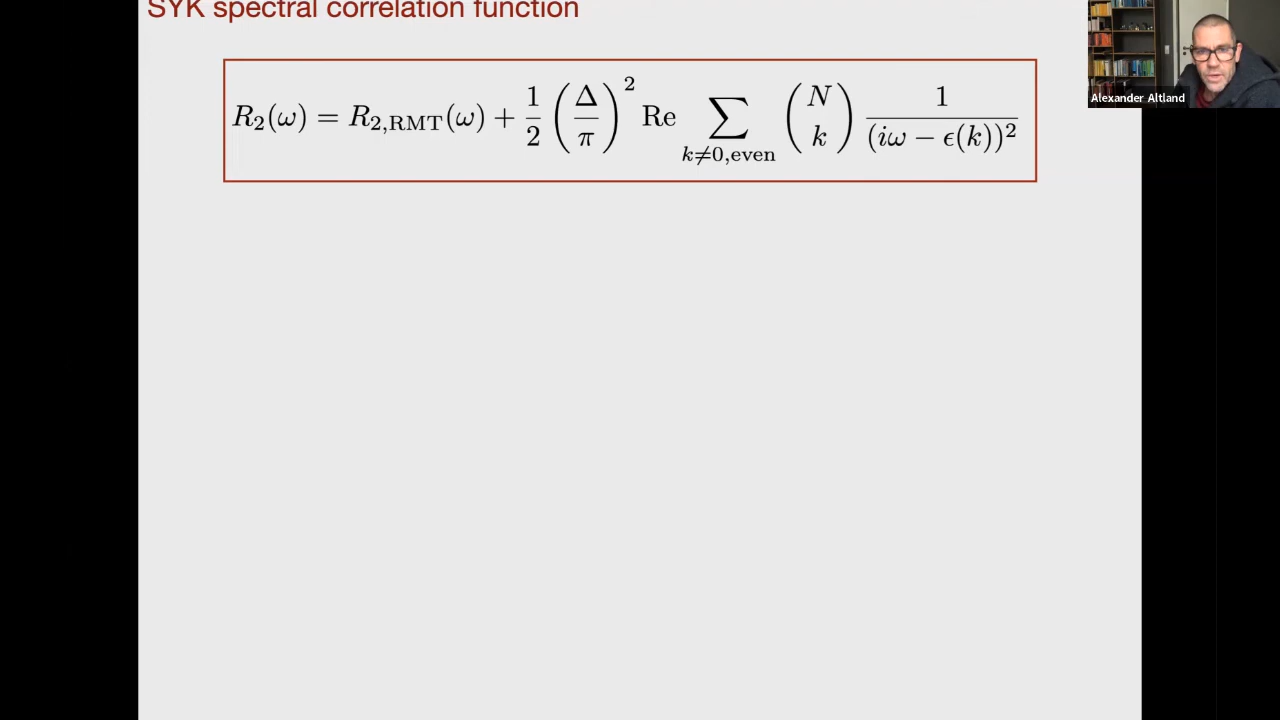 SYK spectral correlation function
$R_2(\omega) = R_{2,\mathrm{RMT}}(\omega) + \frac{1}{2} \left( \frac{\Delta}{\pi} \right)^2 \mathrm{Re} \sum_{k \neq 0, \mathrm{even}} \binom{N}{k} \frac{1}{(i\omega - \epsilon(k))^2}$
Alexander Altland